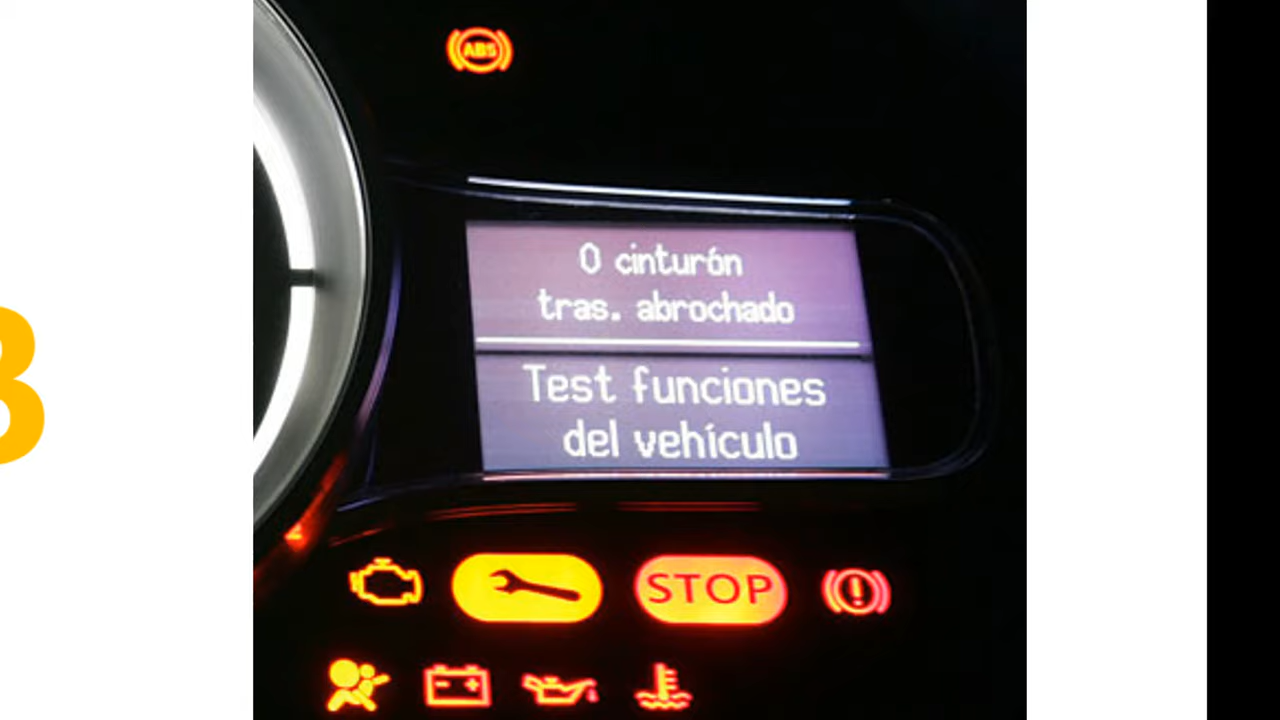 ABS
0 cinturón
tras. abrochado
Test funciones
del vehículo
STOP